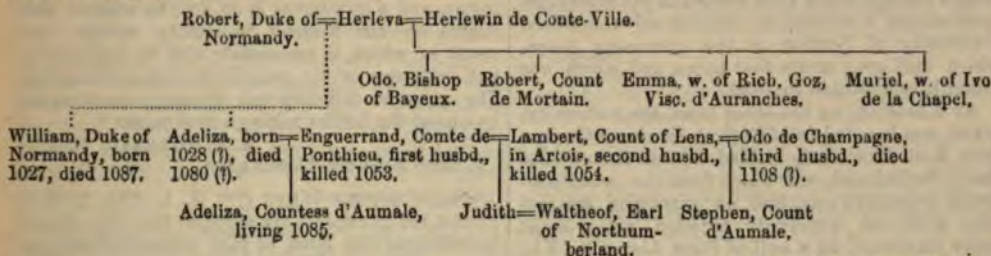 Robert, Duke of=Herleva=Herlewin de Conte-Ville.
Normandy.
Odo, Bishop
of Bayeux.
Robert, Count
de Mortain.
Emma, w. of Rich. Goz,
Visc. d'Auranches.
Muriel, w. of Ivo
de la Chapel.
William, Duke of
Normandy, born
1027, died 1087.
Adeliza, born=
1028 (?), died
1080 (?).
Enguerrand, Comte de=
Ponthieu, first husbd.,
killed 1053.
Lambert, Count of Lens,=
in Artois, second husbd.,
killed 1054.
Odo de Champagne,
third husbd., died
1108 (?).
Adeliza, Countess d'Aumale,
living 1085.
Judith=Waltheof, Earl
of Northum-
berland.
Stephen, Count
d'Aumale.